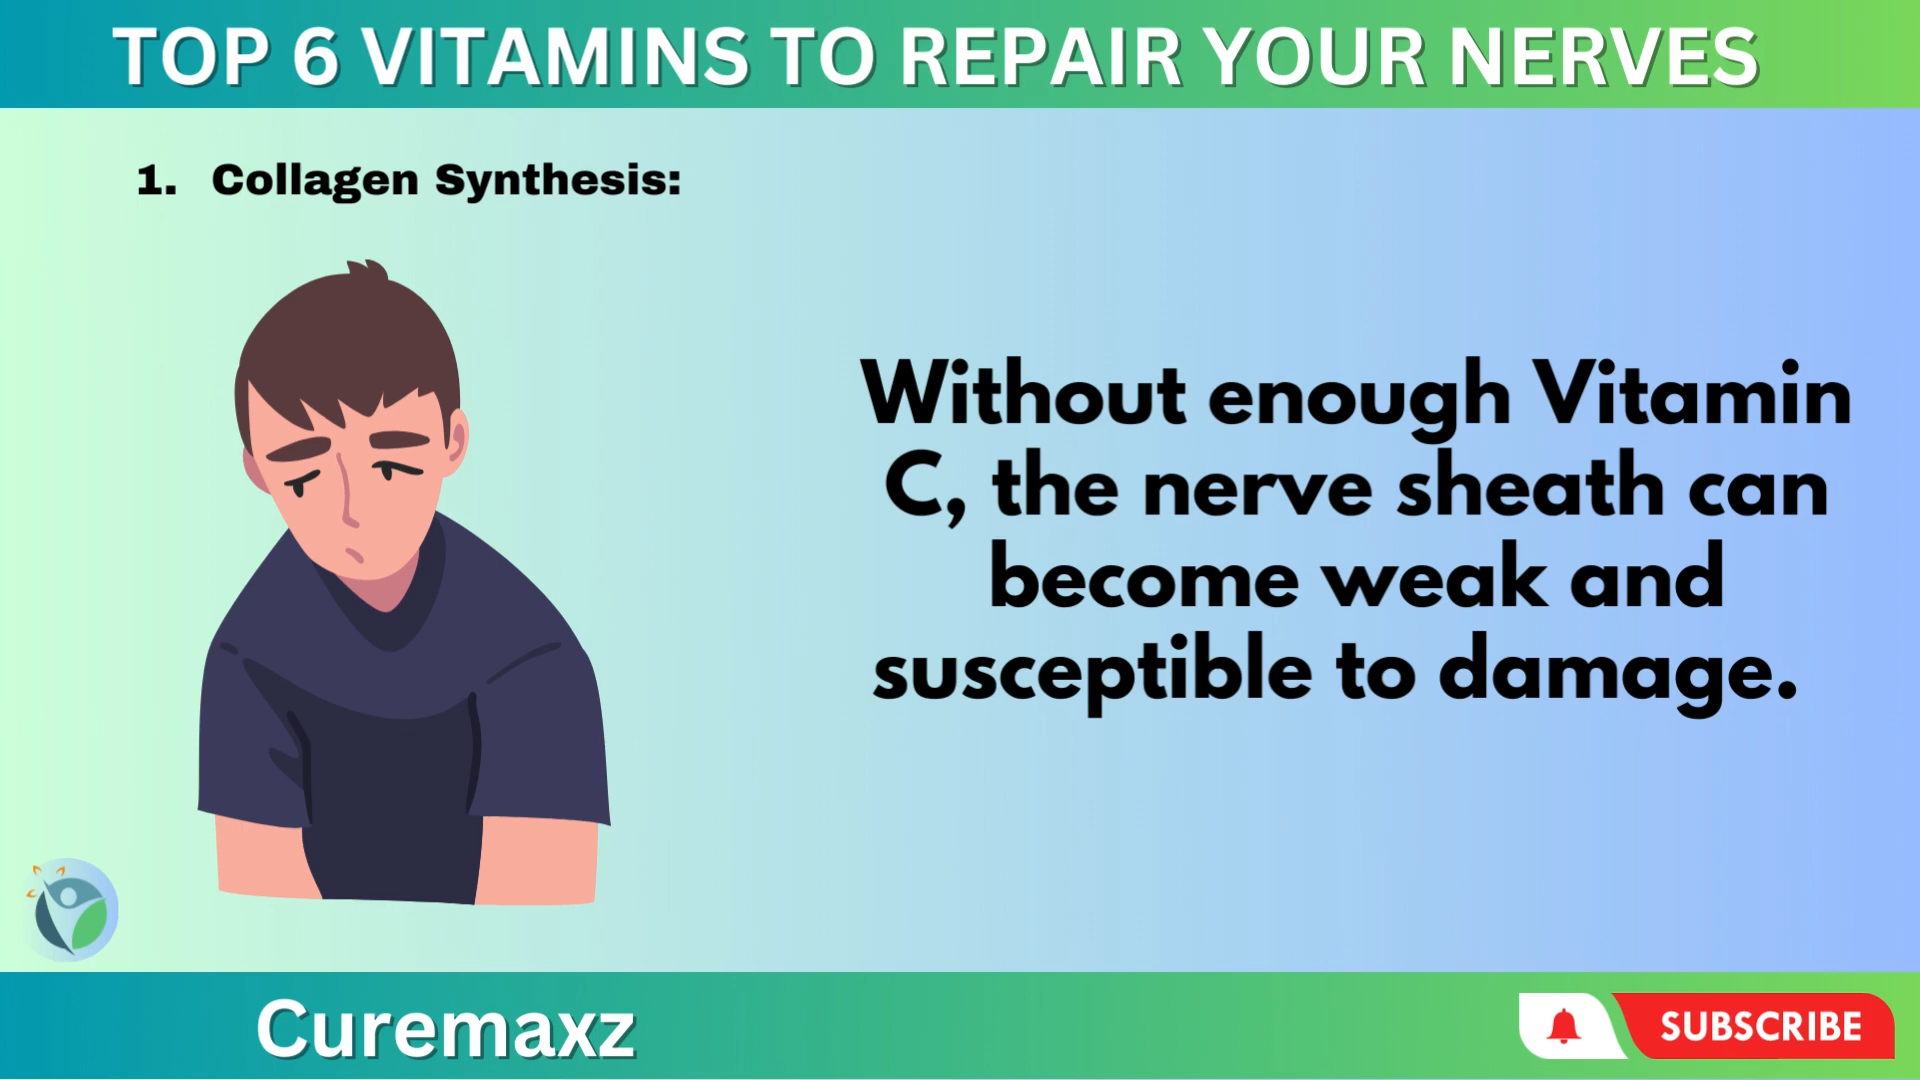 TOP 6 VITAMINS TO REPAIR YOUR NERVES
1. Collagen Synthesis:
Without enough Vitamin
C, the nerve sheath can
become weak and
susceptible to damage.
Curemaxz
SUBSCRIBE